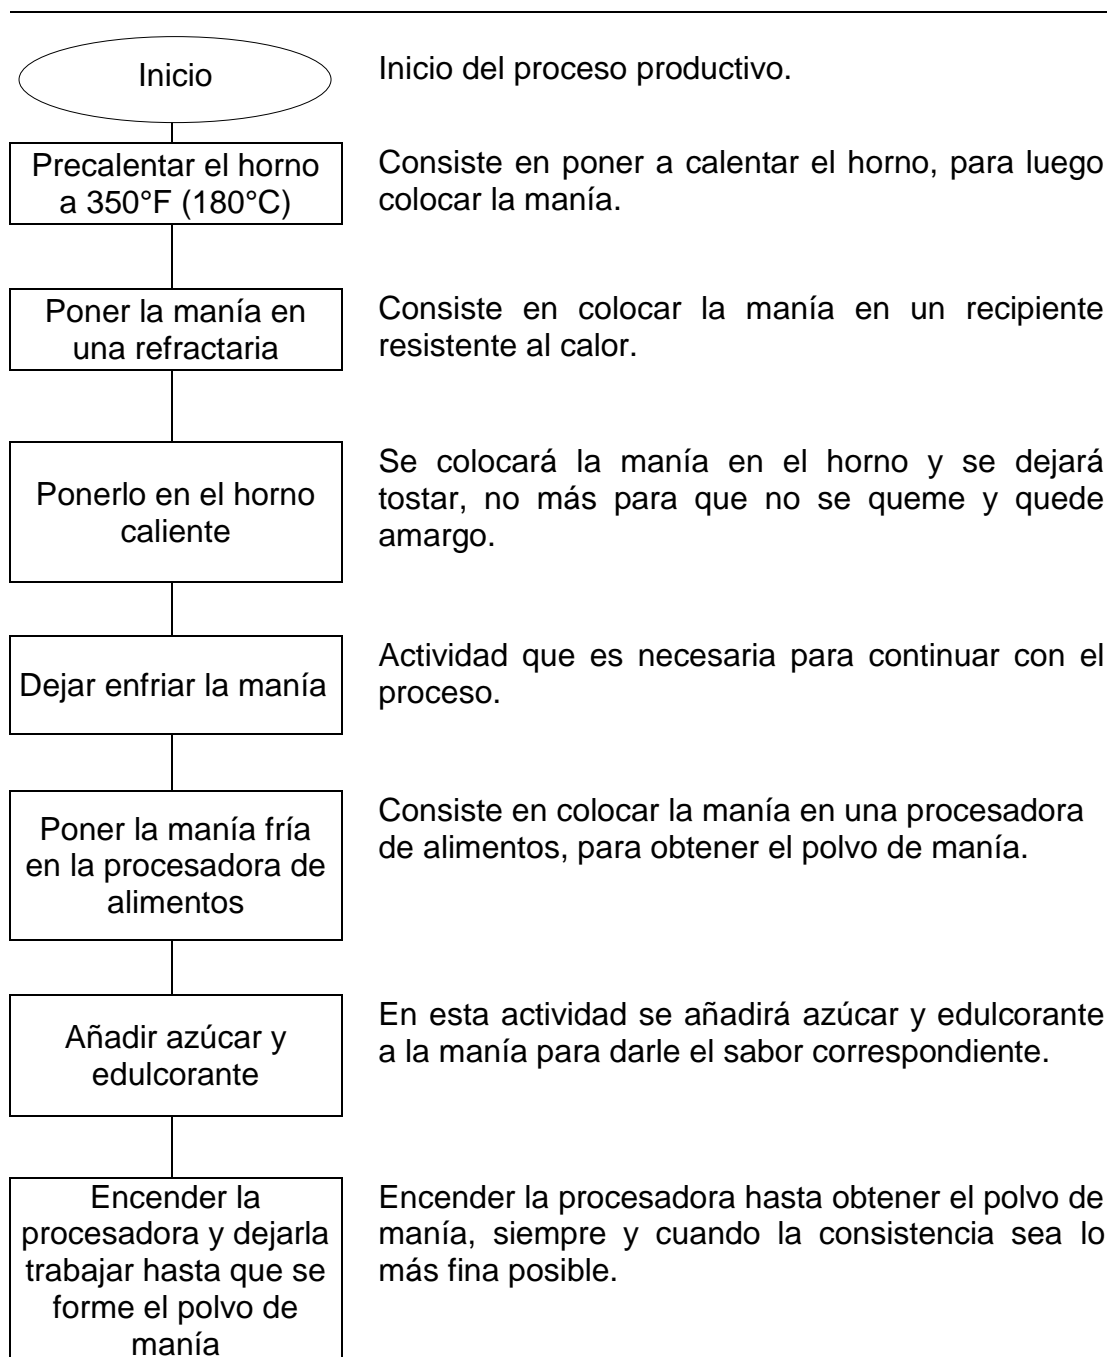 Inicio
Inicio del proceso productivo.
Precalentar el horno
a 350°F (180°C)
Consiste en poner a calentar el horno, para luego
colocar la manía.
Poner la manía en
una refractaria
Consiste en colocar la manía en un recipiente
resistente al calor.
Ponerlo en el horno
caliente
Se colocará la manía en el horno y se dejará
tostar, no más para que no se queme y quede
amargo.
Dejar enfriar la manía
Actividad que es necesaria para continuar con el
proceso.
Poner la manía fría
en la procesadora de
alimentos
Consiste en colocar la manía en una procesadora
de alimentos, para obtener el polvo de manía.
Añadir azúcar y
edulcorante
En esta actividad se añadirá azúcar y edulcorante
a la manía para darle el sabor correspondiente.
Encender la
procesadora y dejarla
trabajar hasta que se
forme el polvo de
manía
Encender la procesadora hasta obtener el polvo de
manía, siempre y cuando la consistencia sea lo
más fina posible.